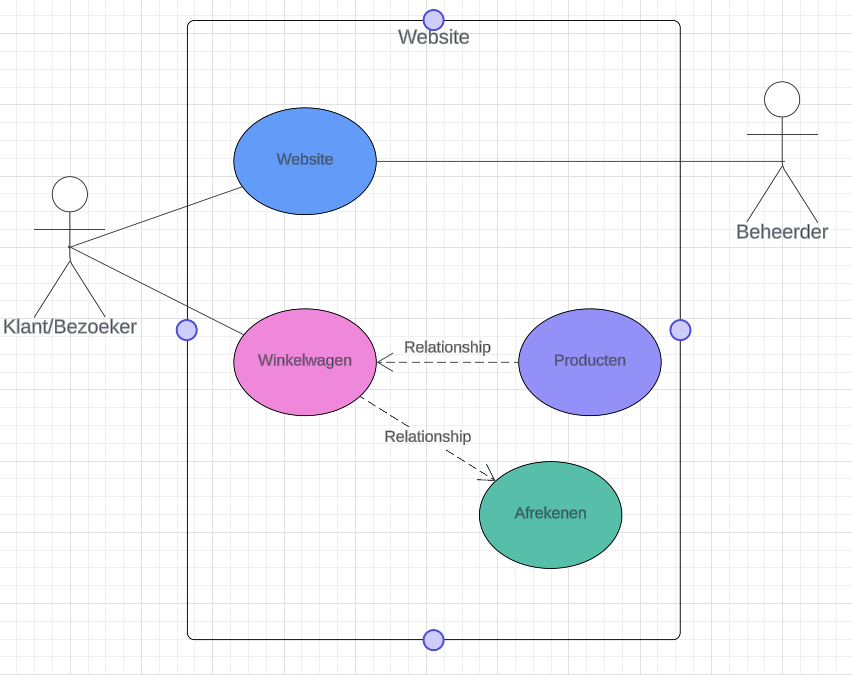 Website
Website
Beheerder
Klant/Bezoeker
Winkelwagen
Relationship
Producten
Relationship
Afrekenen